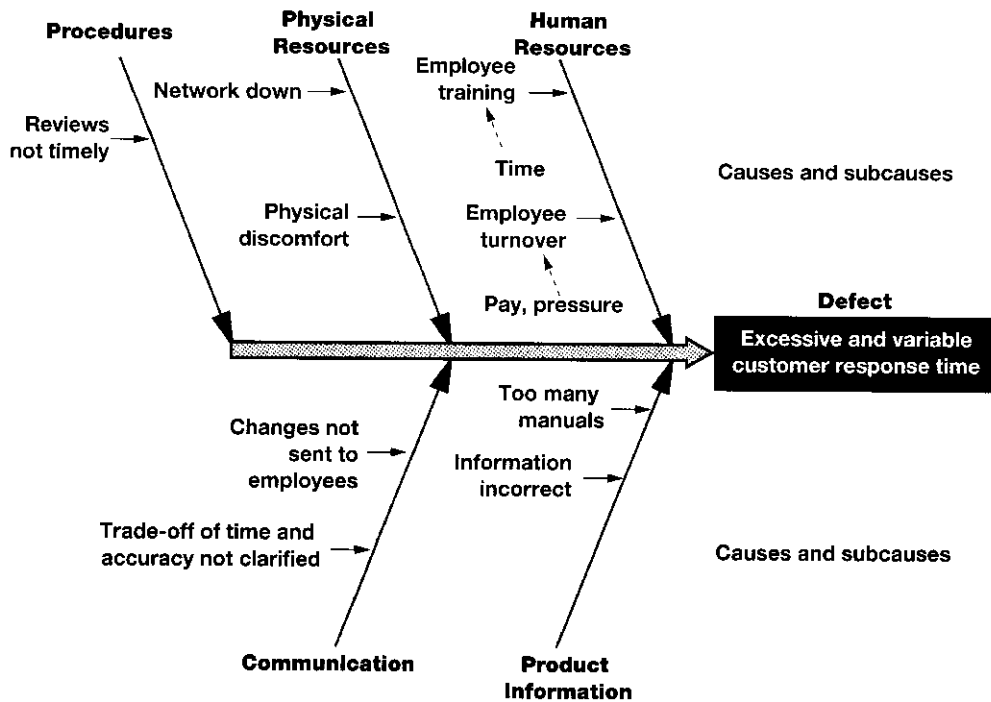 Procedures
Physical
Resources
Human
Resources
Network down
Employee
training
Reviews
not timely
Time
Causes and subcauses
Physical
discomfort
Employee
turnover
Pay, pressure
Defect
Excessive and variable
customer response time
Too many
manuals
Changes not
sent to
employees
Information
incorrect
Trade-off of time and
accuracy not clarified
Causes and subcauses
Communication
Product
Information